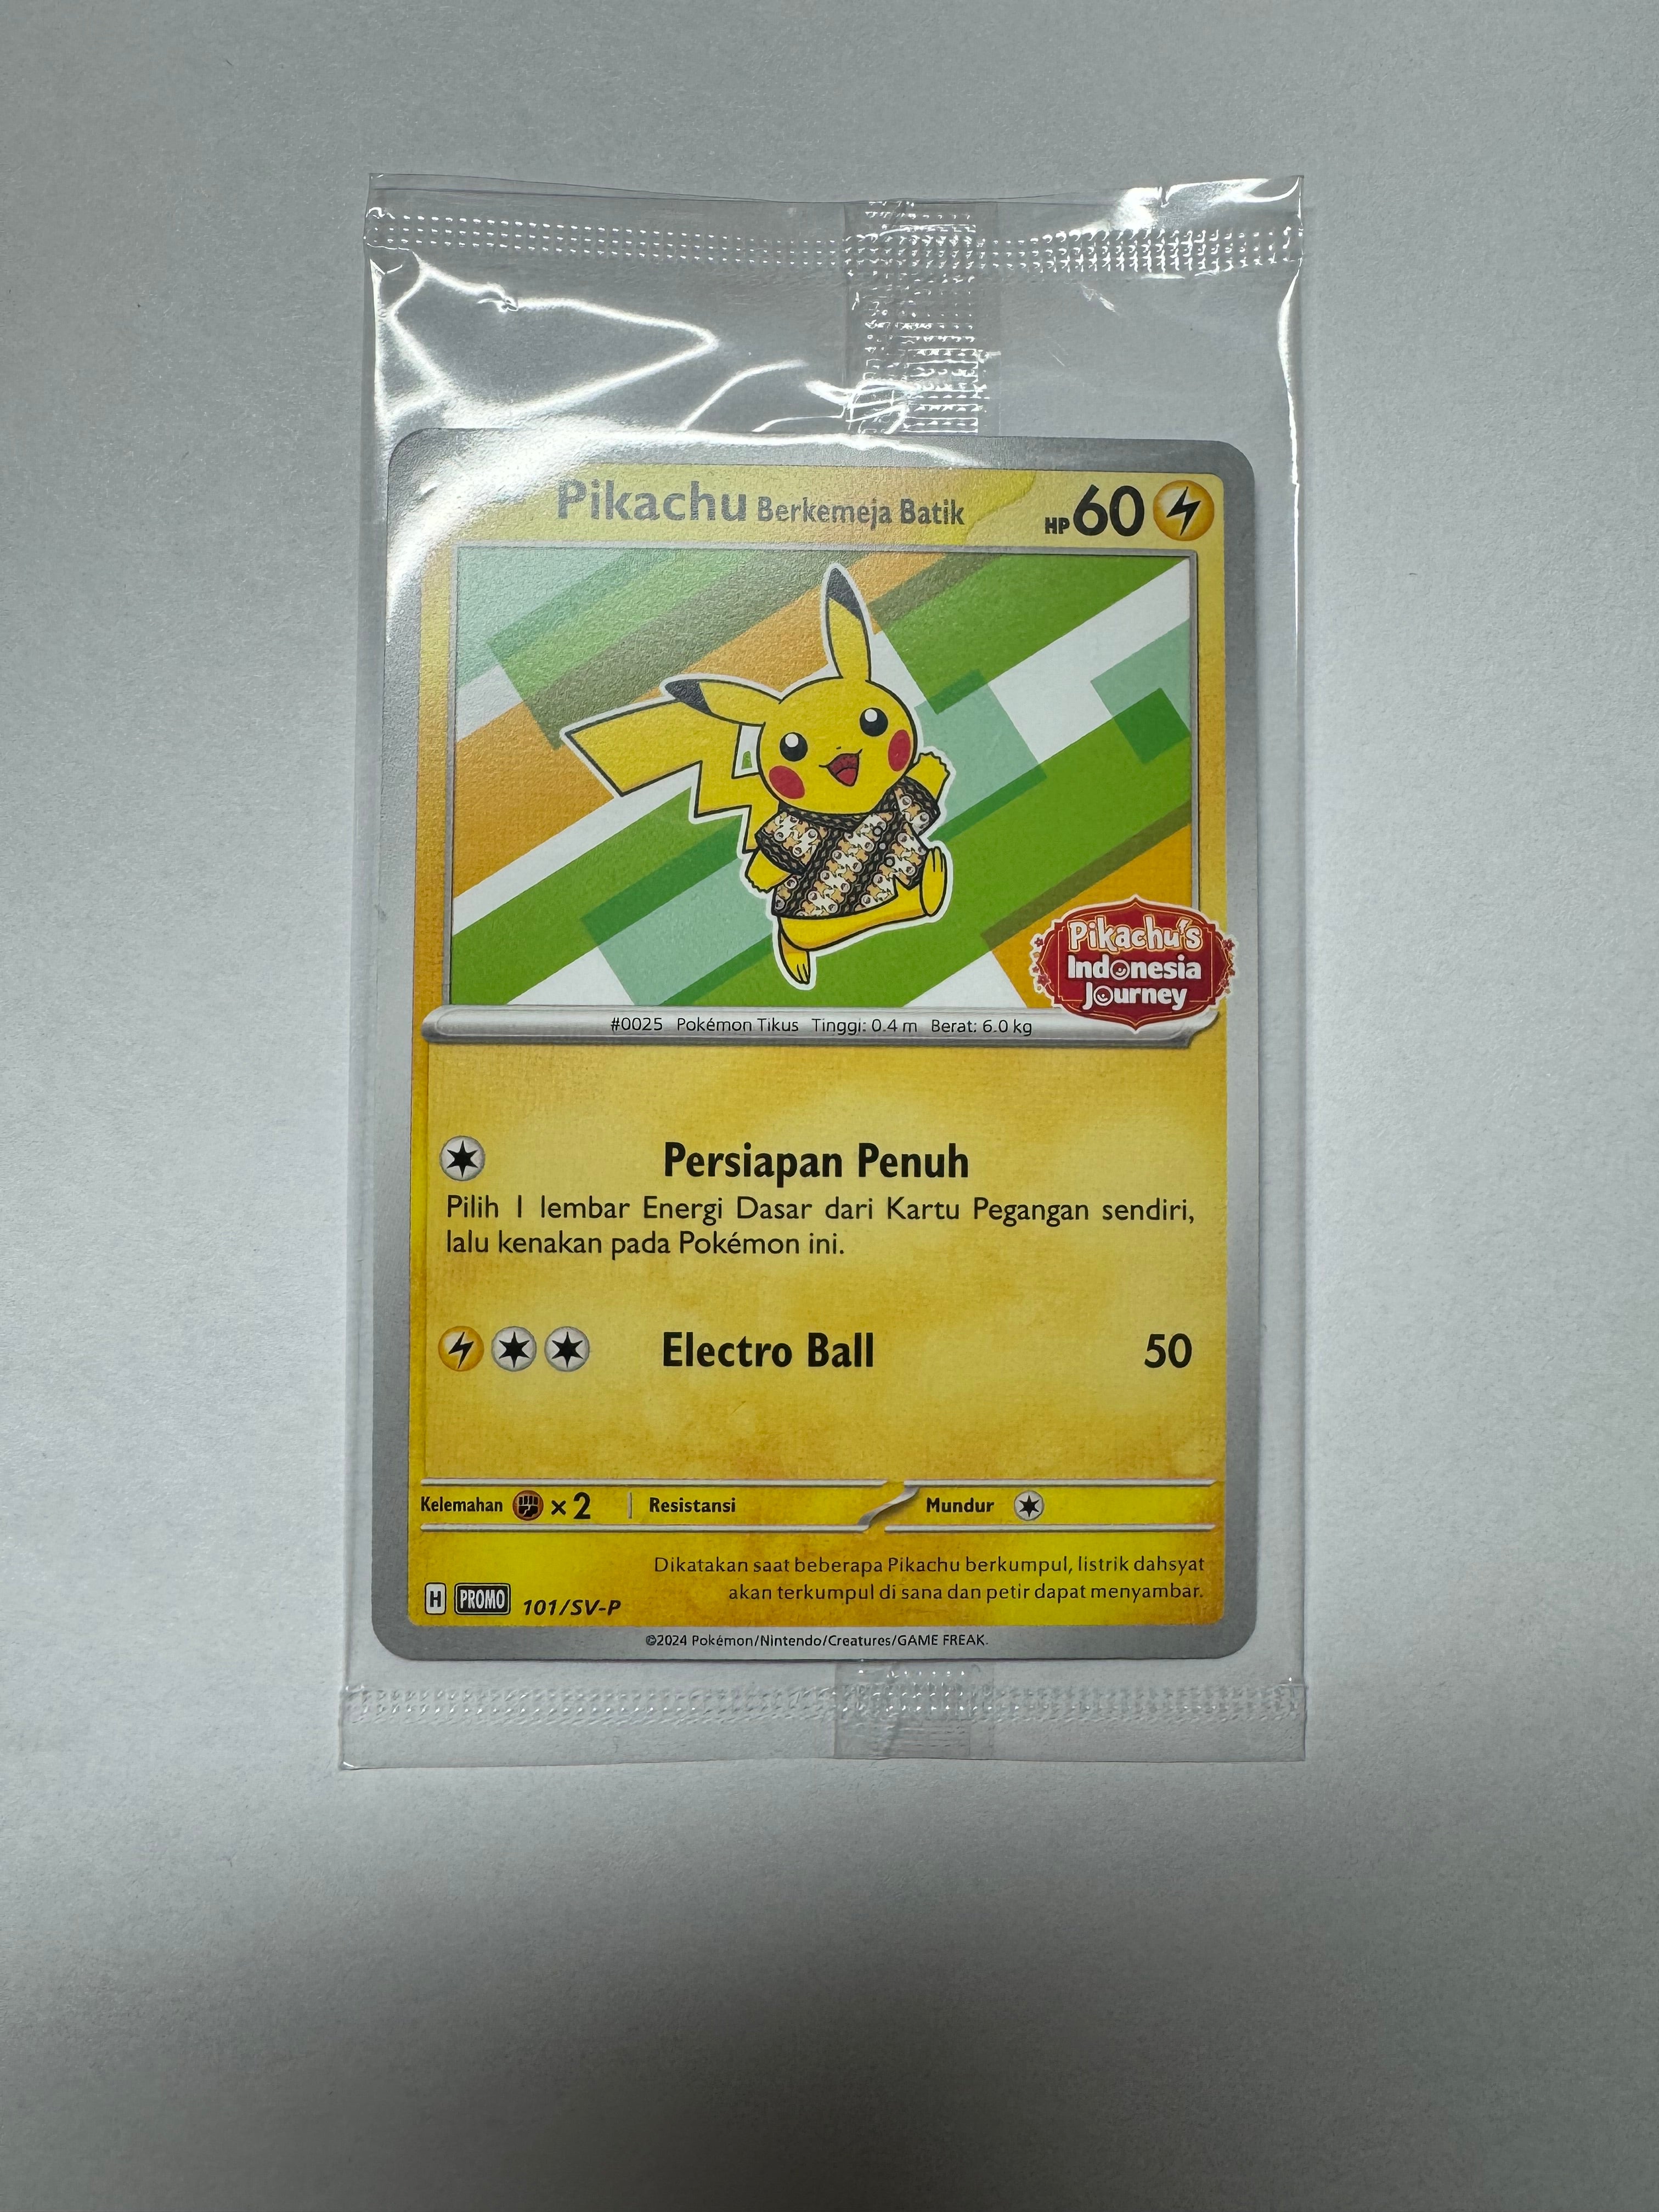 Pikachu Berkemeja Batik HP 60
Pikachu's
Indonesia
Journey
#0025 Pokémon Tikus Tinggi: 0.4 m Berat: 6.0 kg
Persiapan Penuh
Pilih 1 lembar Energi Dasar dari Kartu Pegangan sendiri,
lalu kenakan pada Pokémon ini.
Electro Ball 50
Kelemahan ×2 Resistansi Mundur
Dikatakan saat beberapa Pikachu berkumpul, listrik dahsyat
akan terkumpul di sana dan petir dapat menyambar.
H PROMO 101/SV-P
©2024 Pokémon/Nintendo/Creatures/GAME FREAK.